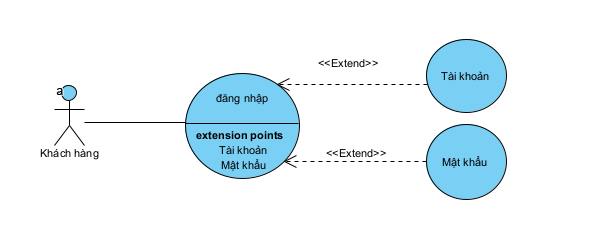 a
Khách hàng
đăng nhập
extension points
Tài khoản
Mật khẩu
<<Extend>>
Tài khoản
<<Extend>>
Mật khẩu